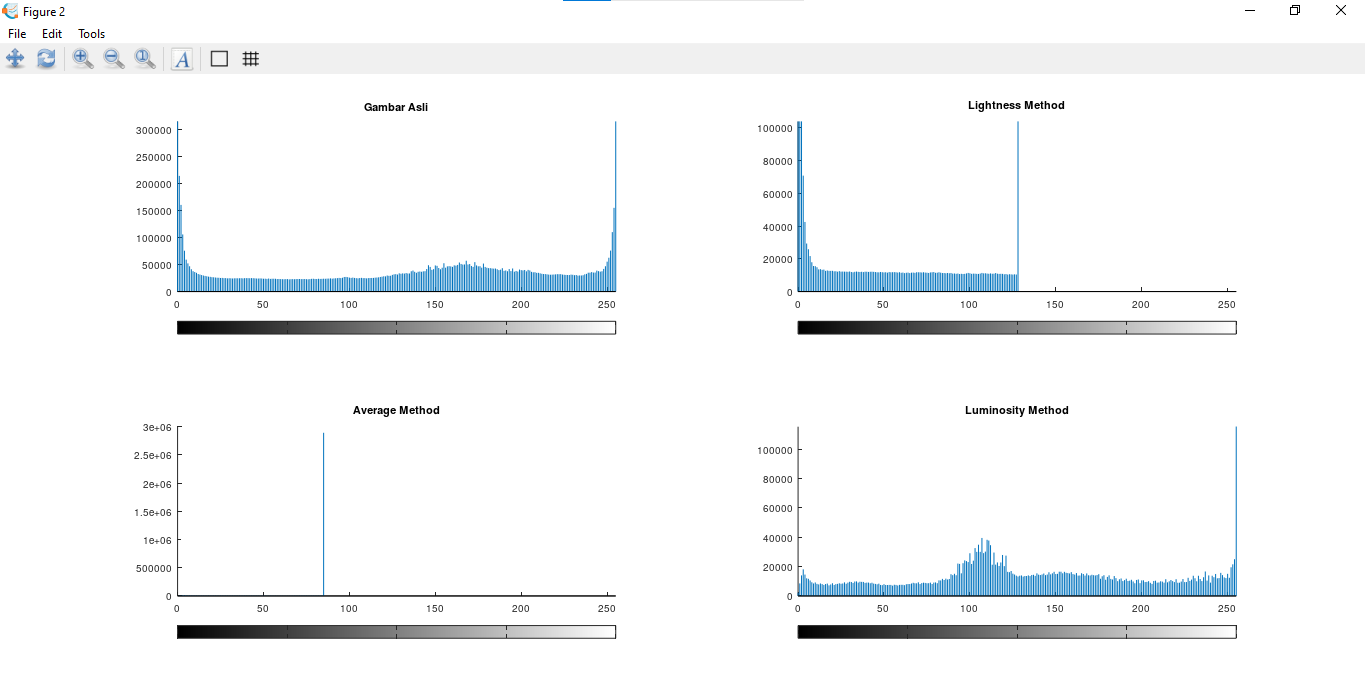 Figure 2
File Edit Tools
A
Gambar Asli
300000
250000
200000
150000
100000
50000
0
0 50 100 150 200 250
Lightness Method
100000
80000
60000
40000
20000
0
0 50 100 150 200 250
Average Method
3e+06
2.5e+06
2e+06
1.5e+06
1e+06
500000
0
0 50 100 150 200 250
Luminosity Method
100000
80000
60000
40000
20000
0
0 50 100 150 200 250